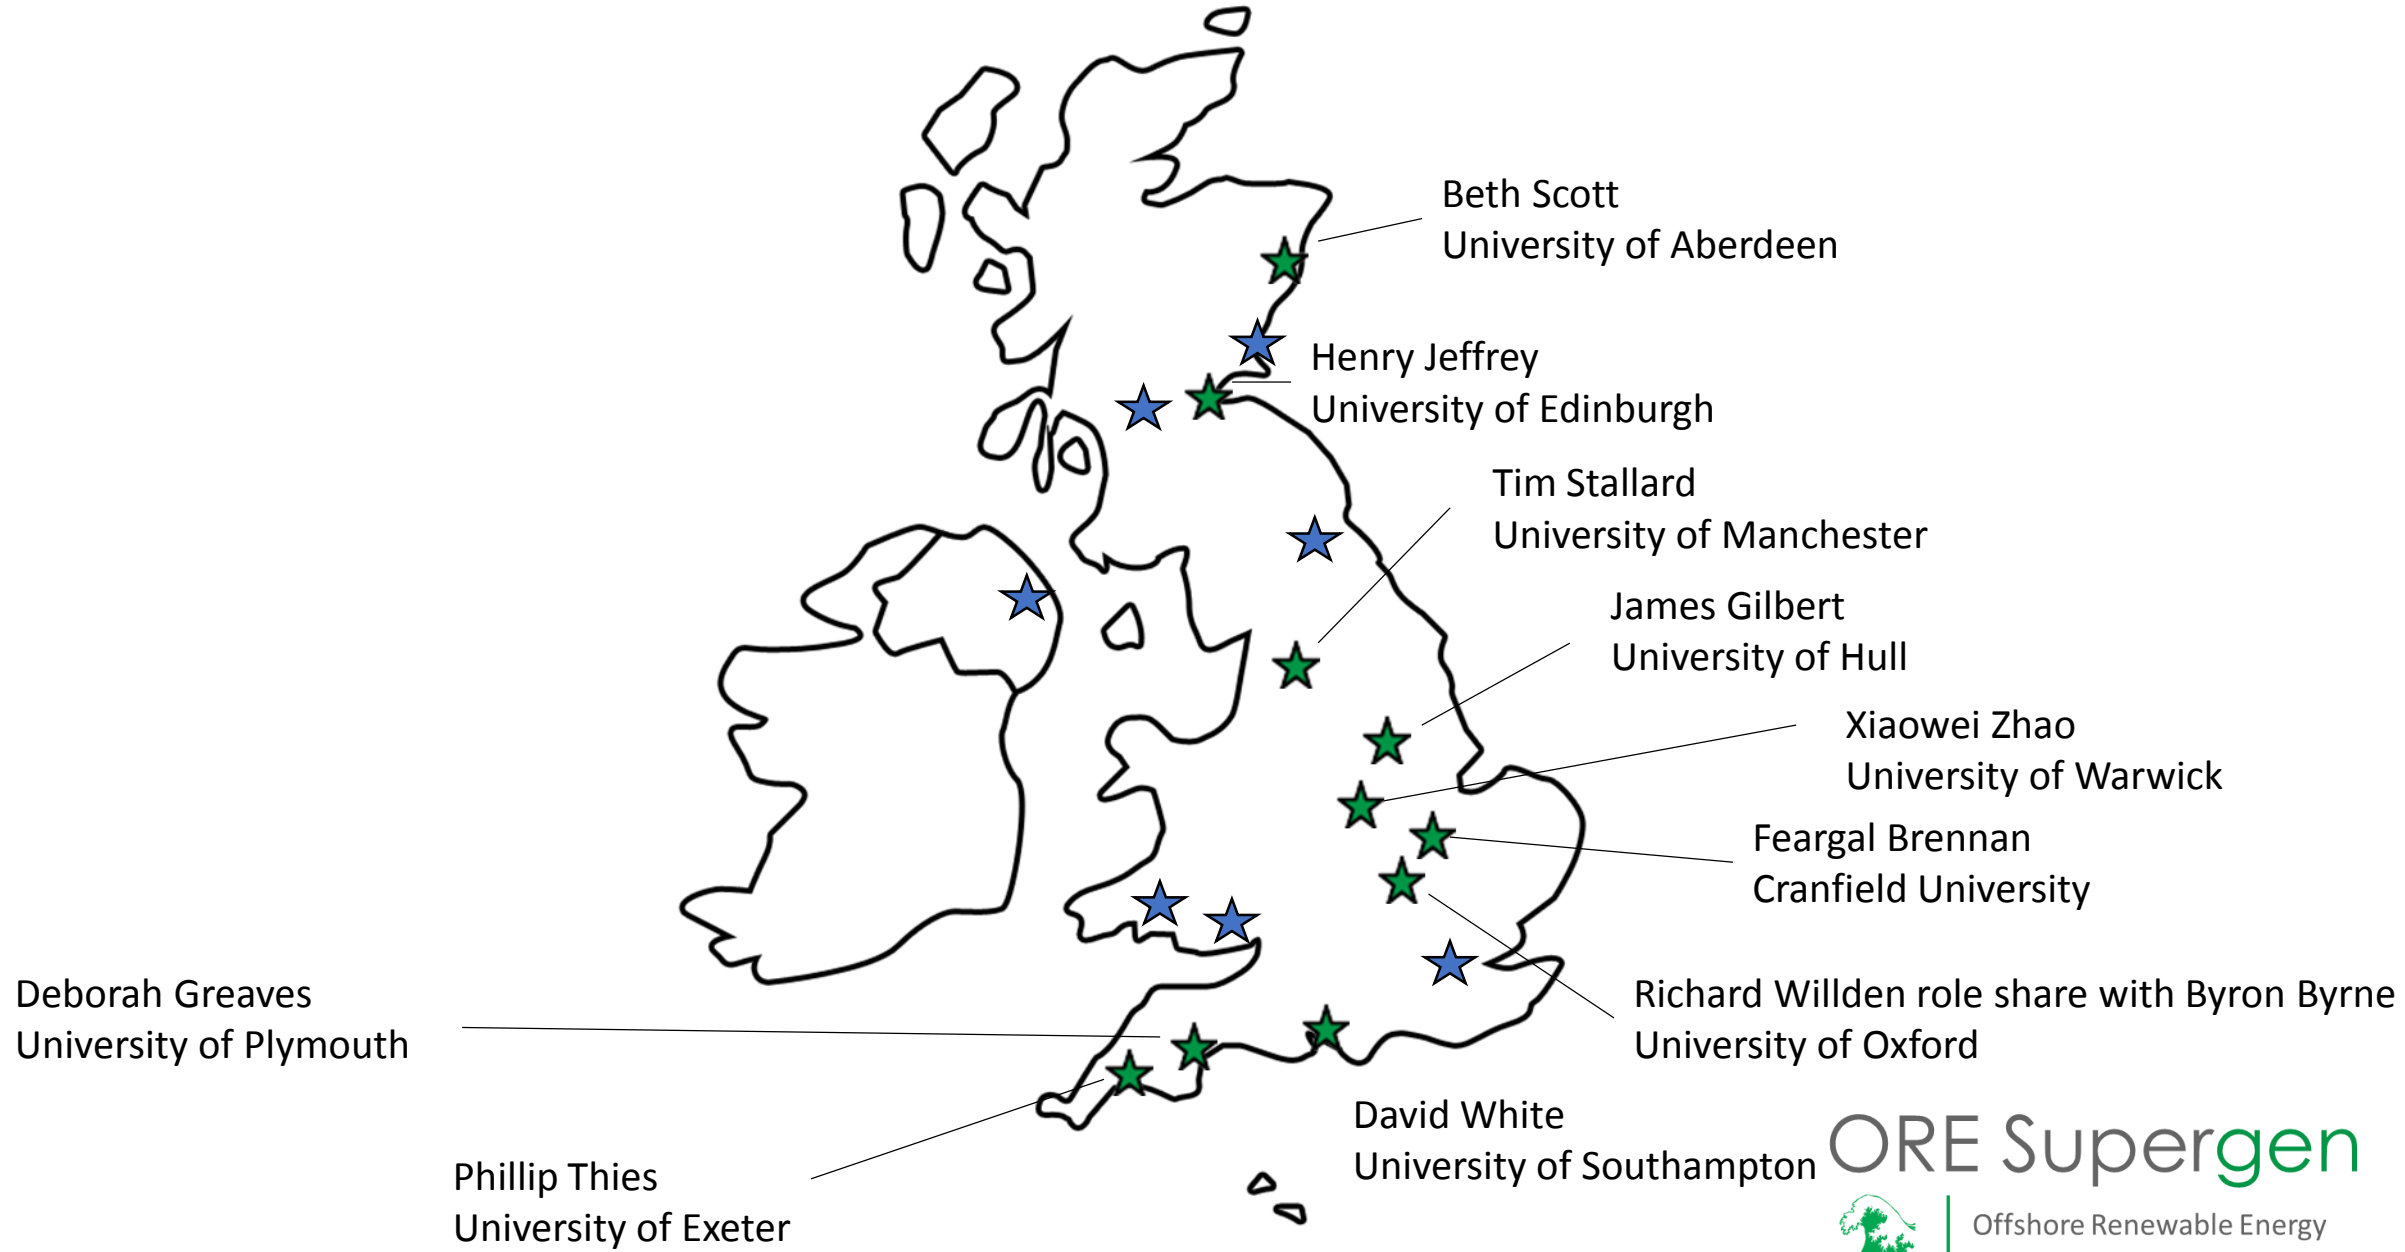 Beth Scott
University of Aberdeen
Henry Jeffrey
University of Edinburgh
Tim Stallard
University of Manchester
James Gilbert
University of Hull
Xiaowei Zhao
University of Warwick
Feargal Brennan
Cranfield University
Richard Willden role share with Byron Byrne
University of Oxford
Deborah Greaves
University of Plymouth
David White
University of Southampton
Phillip Thies
University of Exeter
ORE Supergen
Offshore Renewable Energy